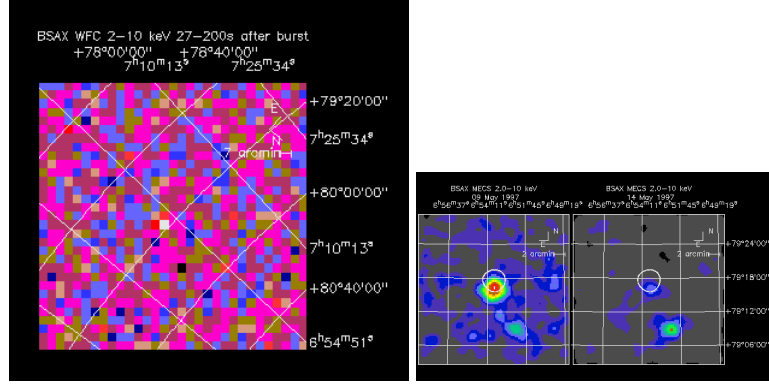 BSAX WFC 2-10 keV 27-200s after burst
+78°00'00" +78°40'00"
7ʰ10ᵐ13ˢ 7ʰ25ᵐ34ˢ
+79°20'00"
E
7ʰ25ᵐ34ˢ
N
7 arcmin
+80°00'00"
7ʰ10ᵐ13ˢ
+80°40'00"
6ʰ54ᵐ51ˢ
BSAX MECS 2.0-10 keV
09 May 1997
6ʰ56ᵐ37ˢ 6ʰ54ᵐ11ˢ 6ʰ51ᵐ45ˢ 6ʰ49ᵐ19ˢ
N
E
2 arcmin
BSAX MECS 2.0-10 keV
14 May 1997
6ʰ56ᵐ37ˢ 6ʰ54ᵐ11ˢ 6ʰ51ᵐ45ˢ 6ʰ49ᵐ19ˢ
N
E
2 arcmin
+79°24'00"
+79°18'00"
+79°12'00"
+79°06'00"